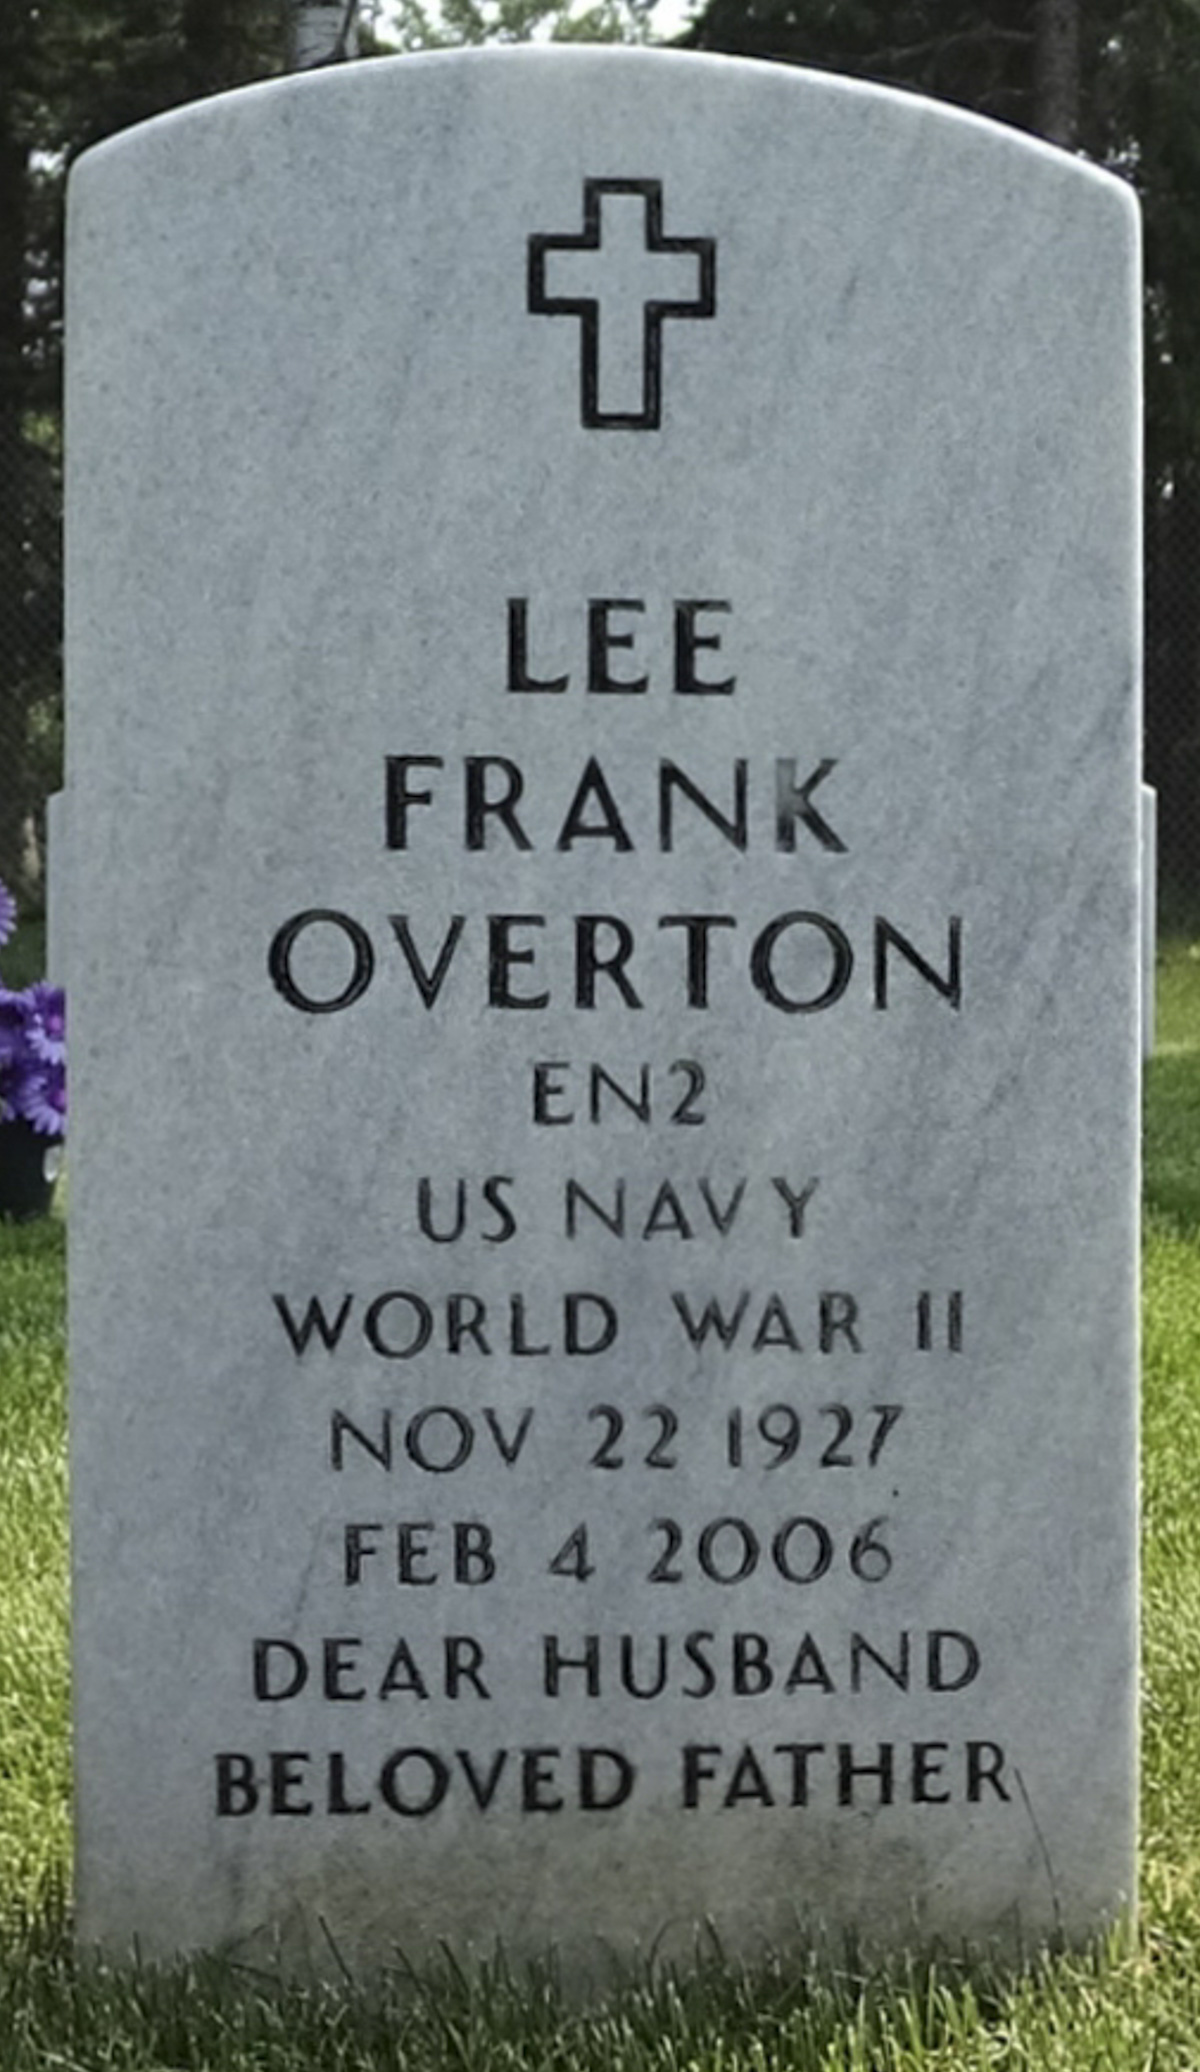 LEE
FRANK
OVERTON
EN2
US NAVY
WORLD WAR II
NOV 22 1927
FEB 4 2006
DEAR HUSBAND
BELOVED FATHER